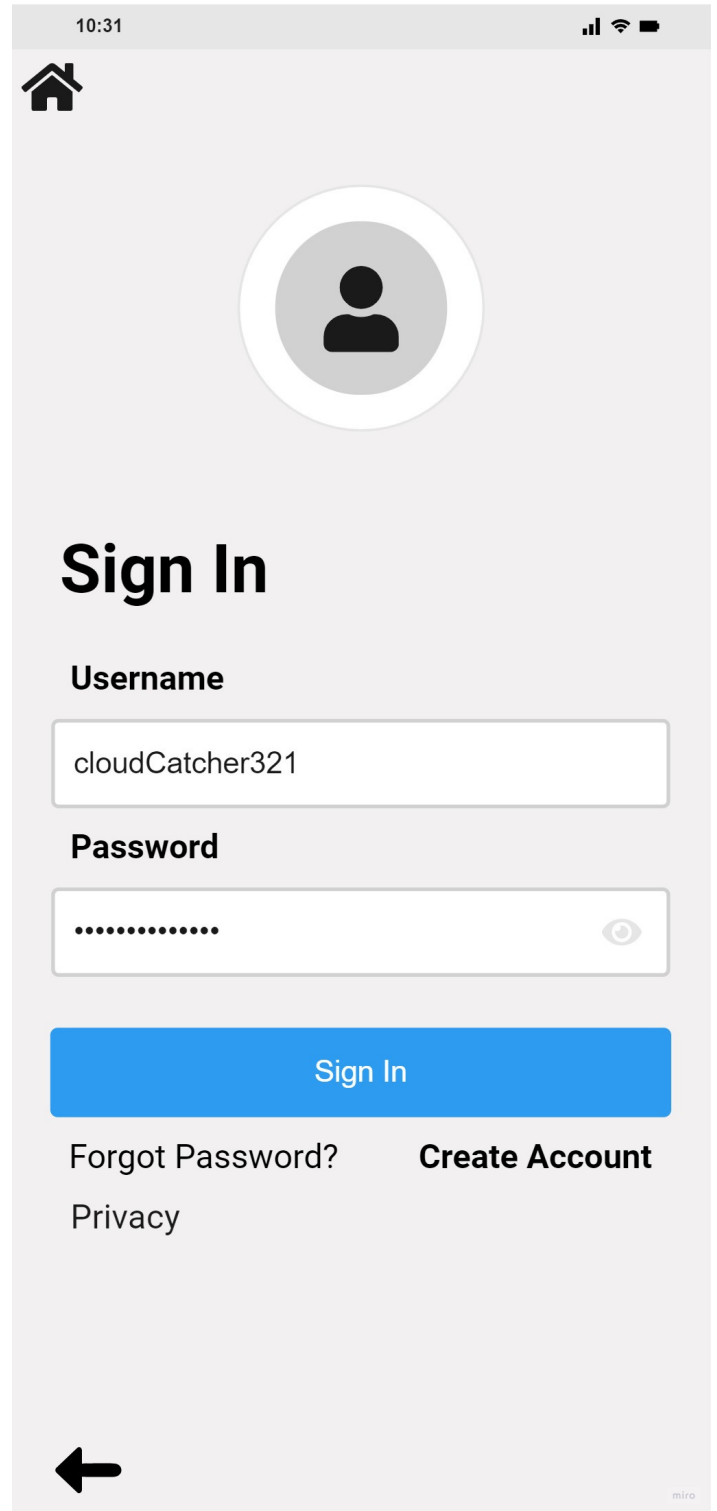 10:31
Sign In
Username
cloudCatcher321
Password
••••••••••••••
Sign In
Forgot Password? Create Account
Privacy
miro